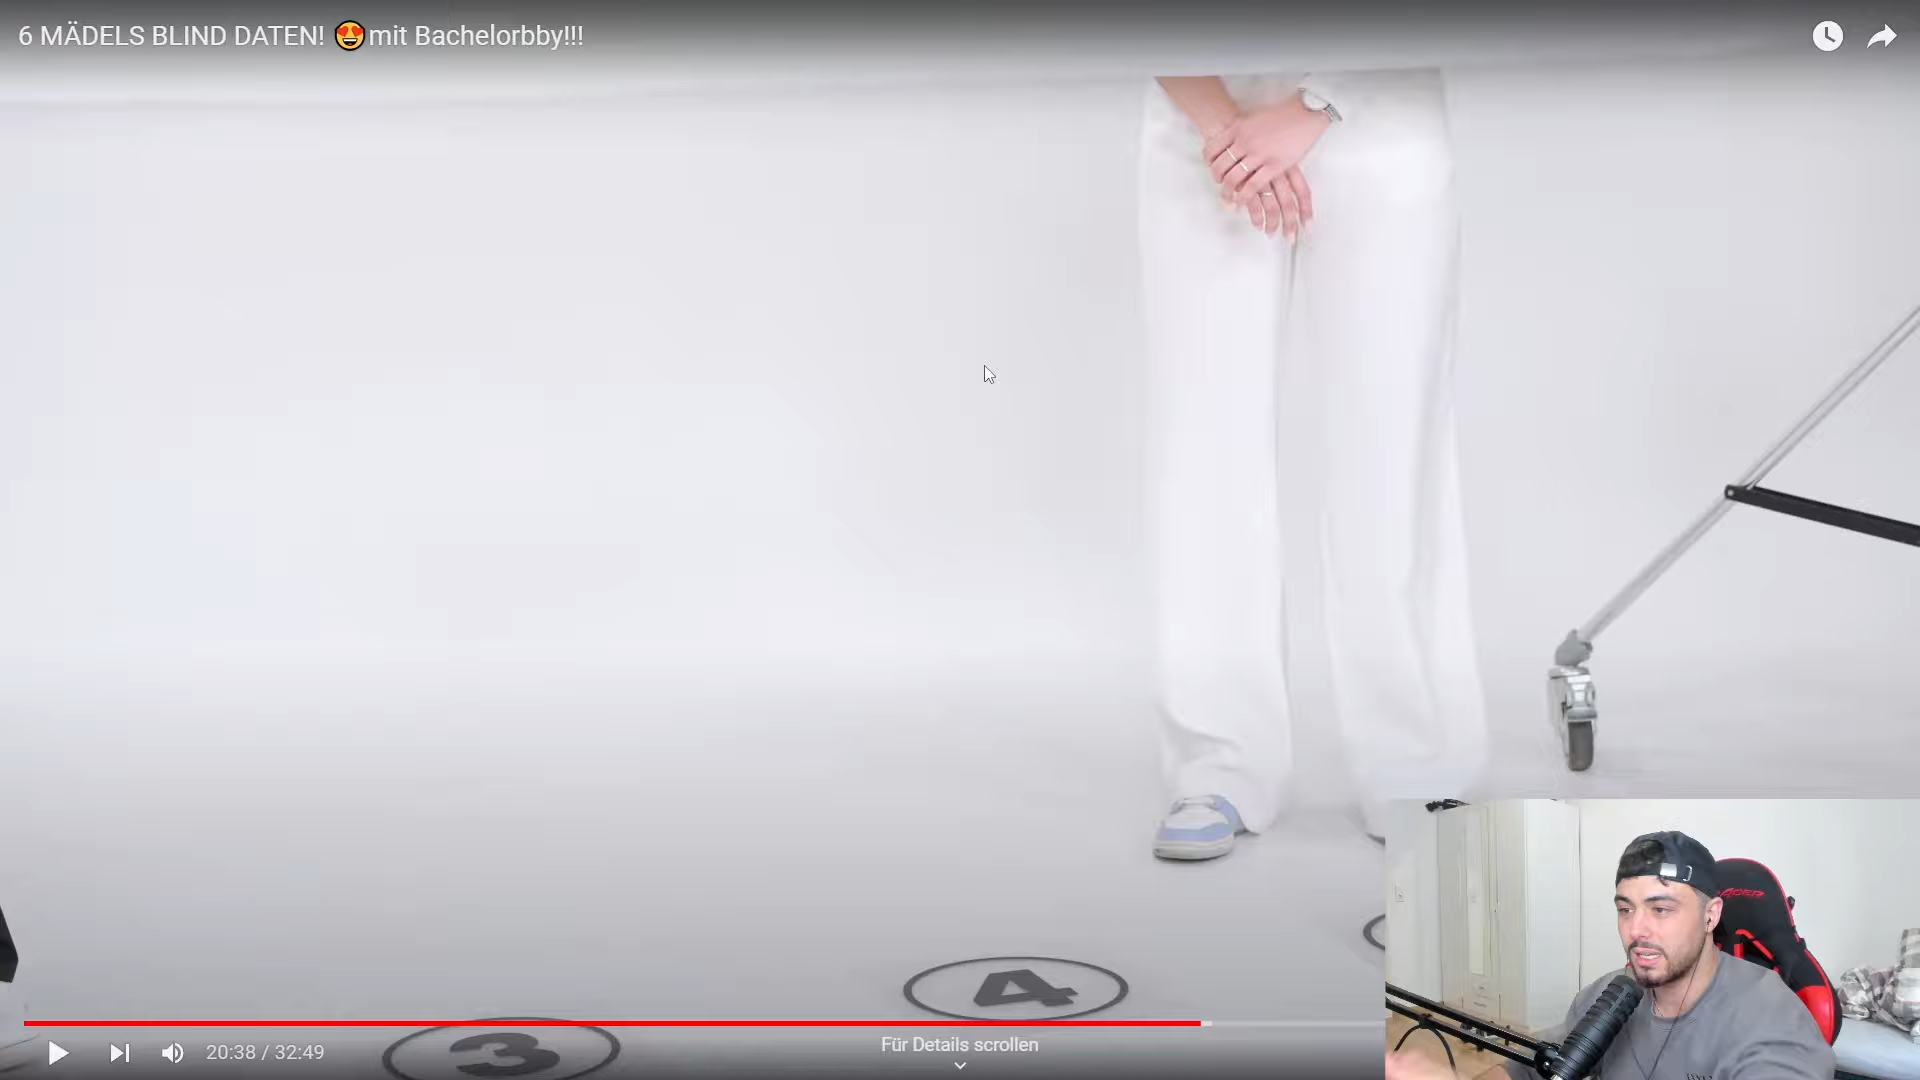 6 MÄDELS BLIND DATEN! 😍mit Bachelorbby!!!
4
3
20:38 / 32:49
Für Details scrollen